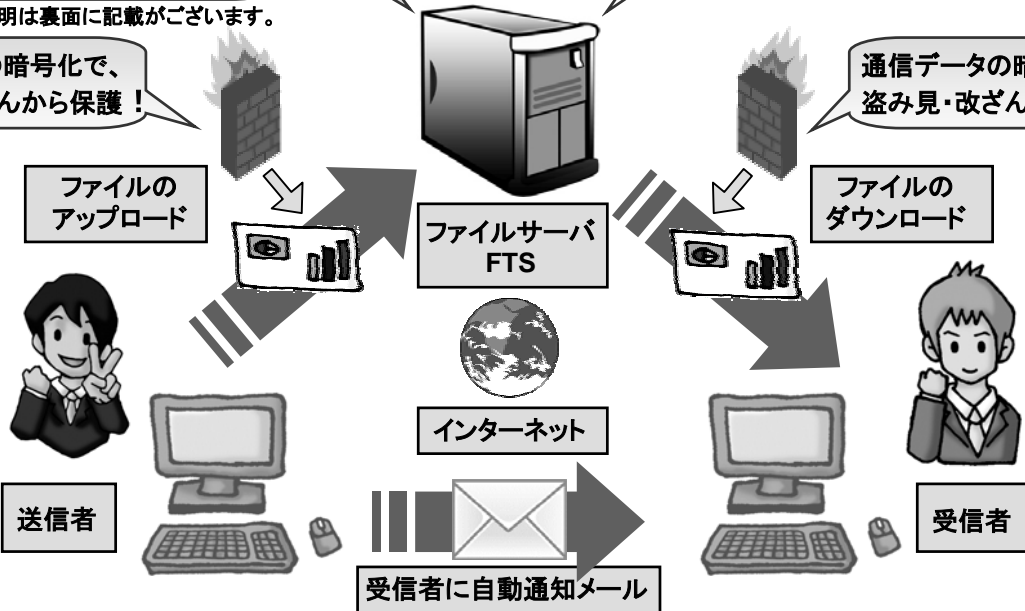 明は裏面に記載がございます。
の暗号化で、
んから保護!
通信データの暗
盗み見・改ざん
ファイルの
アップロード
ファイルサーバ
FTS
ファイルの
ダウンロード
インターネット
送信者
受信者
受信者に自動通知メール